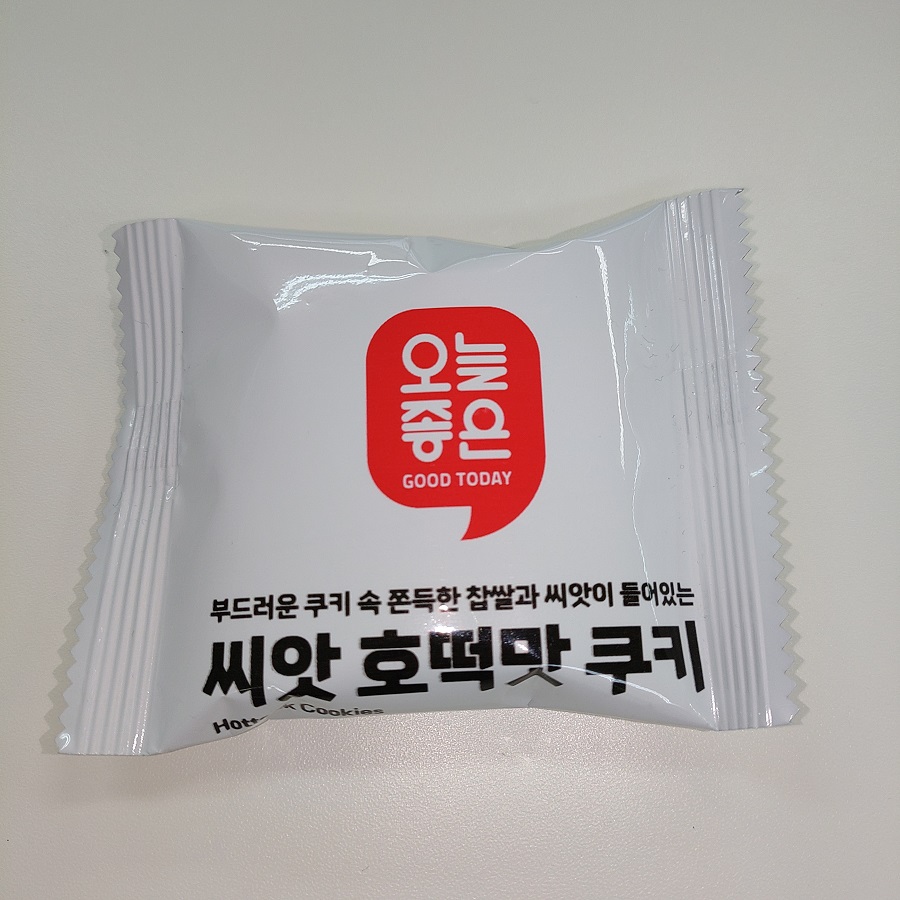 오늘
좋은
GOOD TODAY
부드러운 쿠키 속 쫀득한 찹쌀과 씨앗이 들어있는
씨앗 호떡맛 쿠키
Cookies